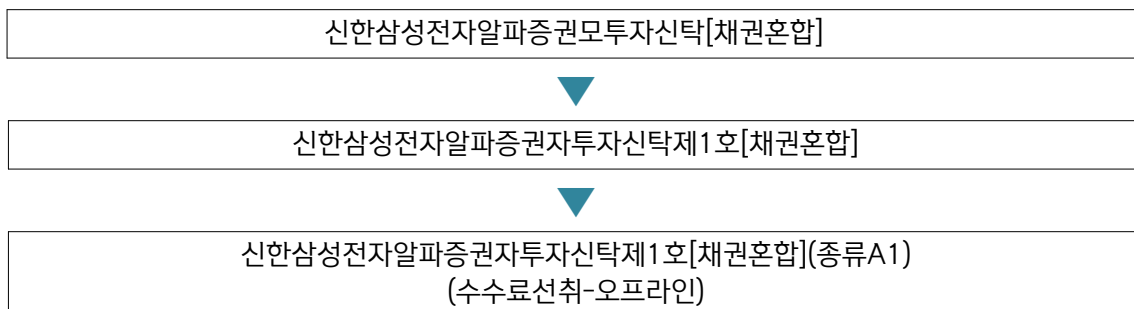 신한삼성전자알파증권모투자신탁[채권혼합]
신한삼성전자알파증권자투자신탁제1호[채권혼합]
신한삼성전자알파증권자투자신탁제1호[채권혼합](종류A1)
(수수료선취-오프라인)